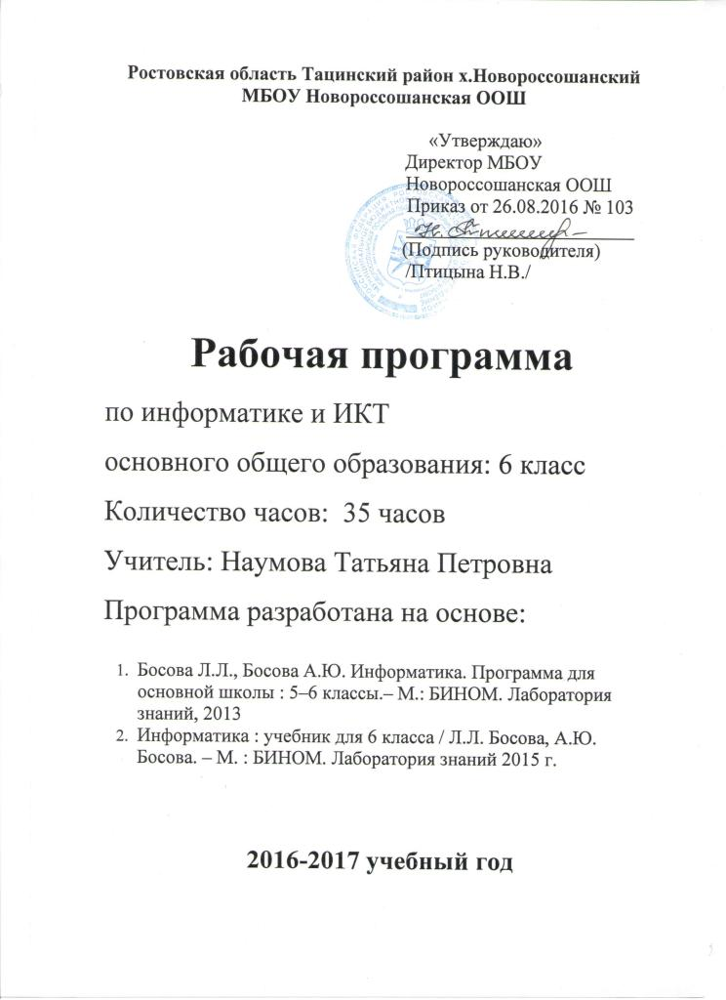 Ростовская область Тацинский район х.Новороссошанский
МБОУ Новороссошанская ООШ
«Утверждаю»
Директор МБОУ
Новороссошанская ООШ
Приказ от 26.08.2016 № 103
(Подпись руководителя)
/Птицына Н.В./
Рабочая программа
по информатике и ИКТ
основного общего образования: 6 класс
Количество часов: 35 часов
Учитель: Наумова Татьяна Петровна
Программа разработана на основе:
1. Босова Л.Л., Босова А.Ю. Информатика. Программа для
основной школы : 5–6 классы.– М.: БИНОМ. Лаборатория
знаний, 2013
2. Информатика : учебник для 6 класса / Л.Л. Босова, А.Ю.
Босова. – М. : БИНОМ. Лаборатория знаний 2015 г.
2016-2017 учебный год